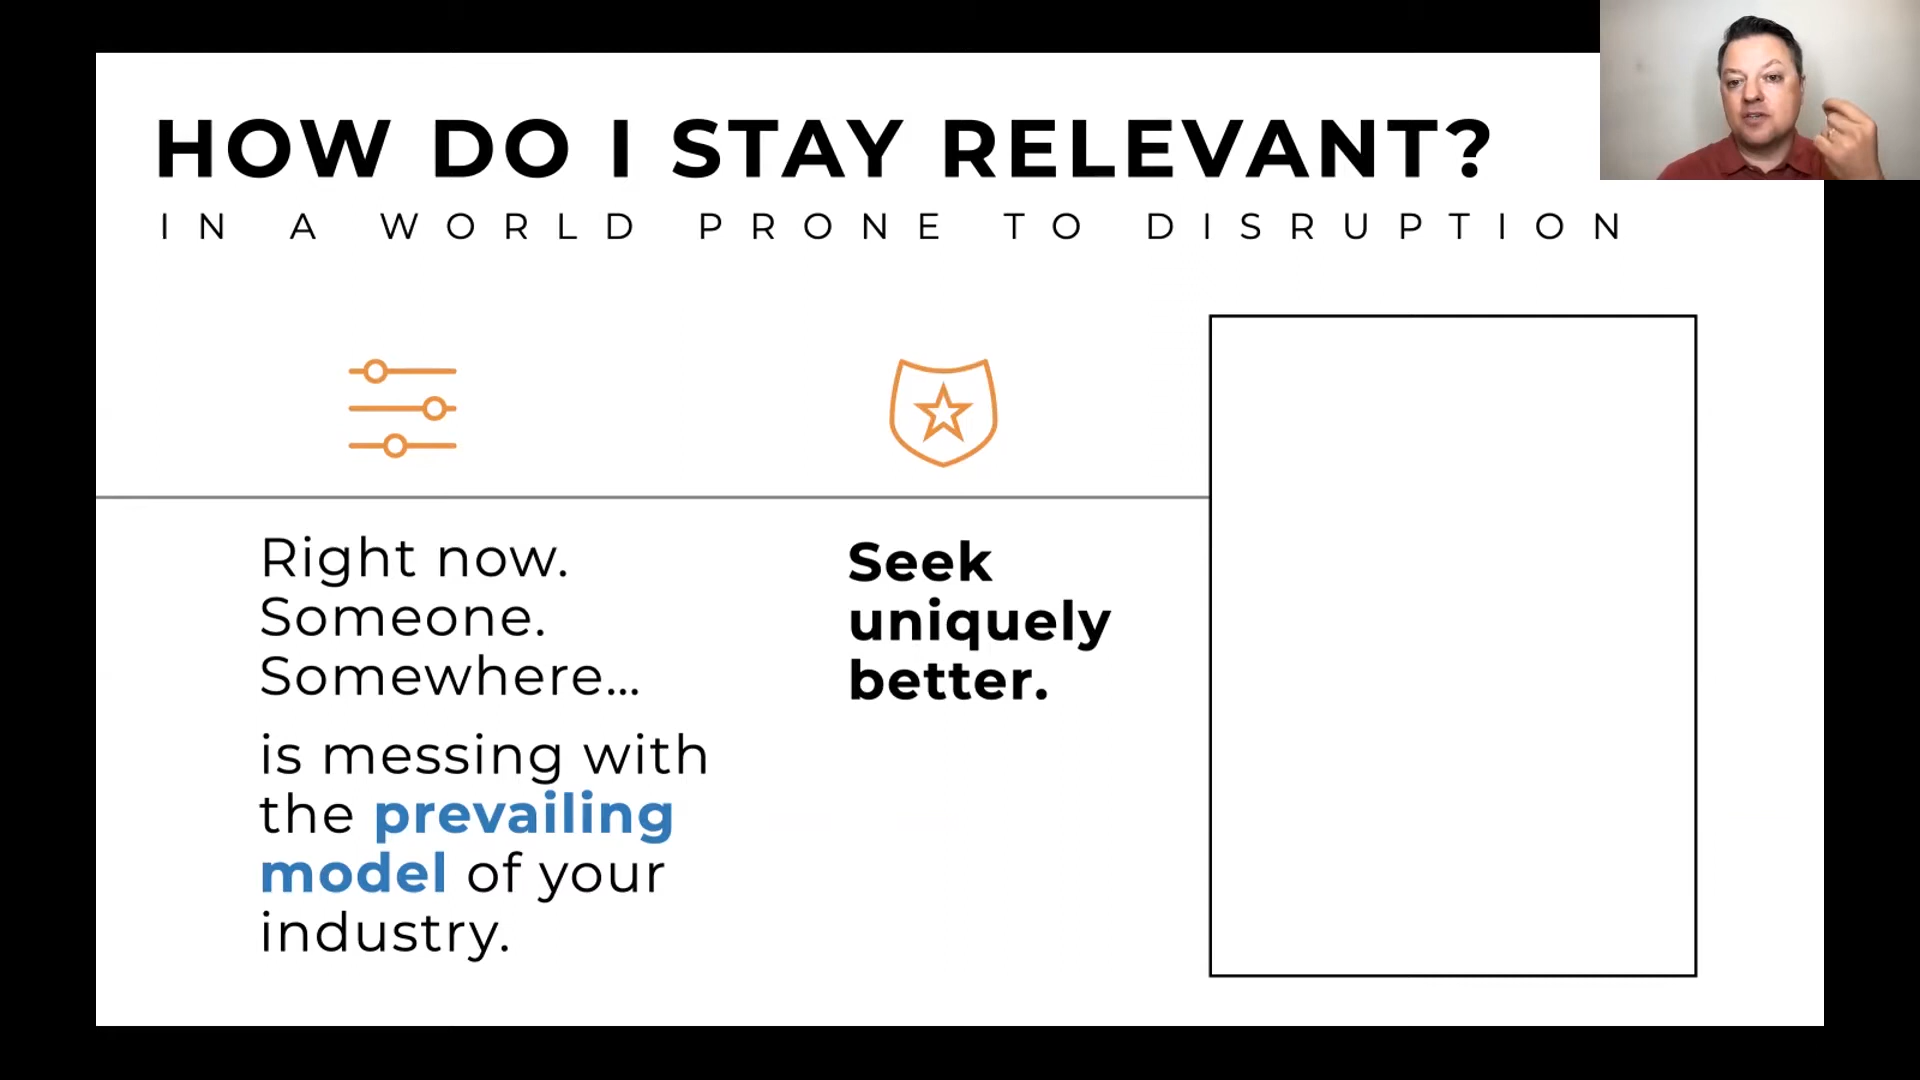 HOW DO I STAY RELEVANT?
IN A WORLD PRONE TO DISRUPTION
Right now.
Someone.
Somewhere...
is messing with
the prevailing
model of your
industry.
Seek
uniquely
better.